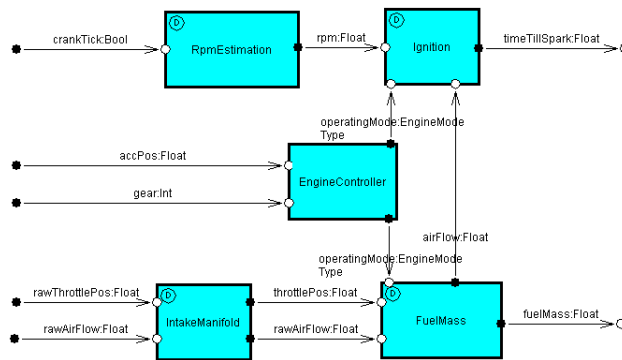 D
D
crankTick:Bool
RpmEstimation
rpm:Float
Ignition
timeTillSpark:Float
operatingMode:EngineMode
Type
accPos:Float
EngineController
gear:Int
airFlow:Float
operatingMode:EngineMode
Type
D
D
rawThrottlePos:Float
throttlePos:Float
IntakeManifold
FuelMass
fuelMass:Float
rawAirFlow:Float
rawAirFlow:Float